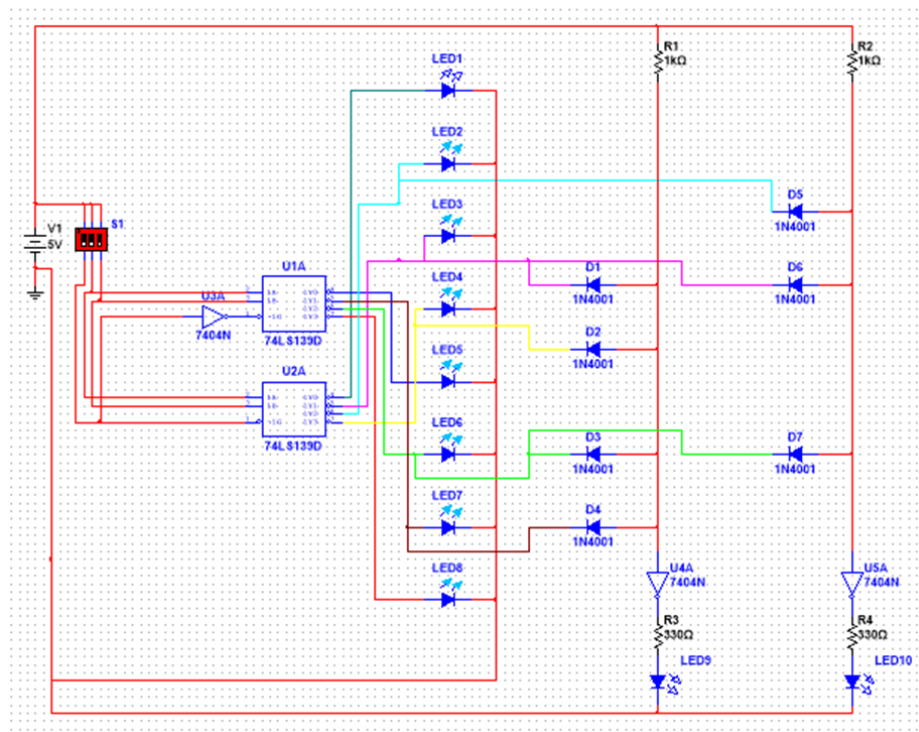 R1
1kΩ
R2
1kΩ
LED1
LED2
LED3
LED4
LED5
LED6
LED7
LED8
V1
5V
S1
U1A
74LS139D
U3A
7404N
U2A
74LS139D
D5
1N4001
D1
1N4001
D6
1N4001
D2
1N4001
D3
1N4001
D7
1N4001
D4
1N4001
U4A
7404N
U5A
7404N
R3
330Ω
R4
330Ω
LED9
LED10